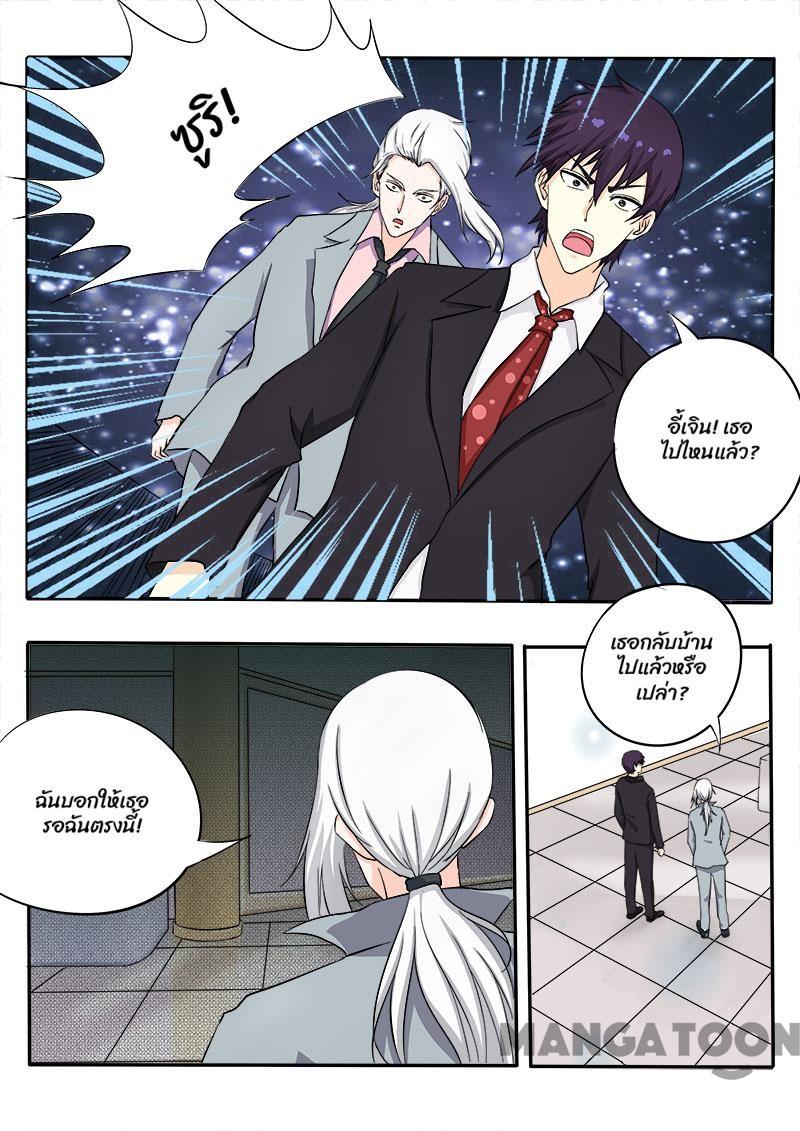 ซูริ!
อี้เจิน! เธอ
ไปไหนแล้ว?
เธอกลับบ้าน
ไปแล้วหรือ
เปล่า?
ฉันบอกให้เธอ
รอฉันตรงนี้!
MANGATOON